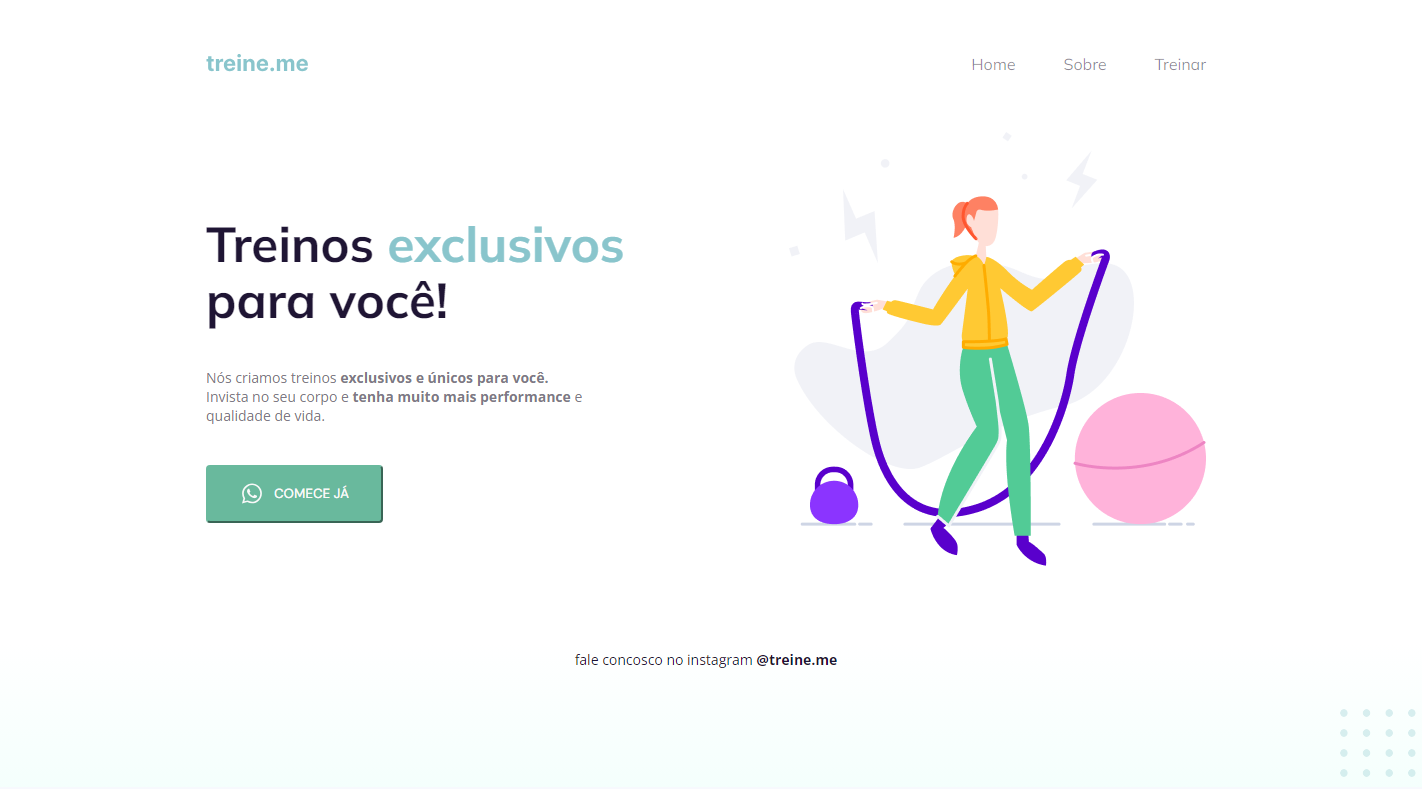 treine.me
Home Sobre Treinar
Treinos exclusivos
para você!
Nós criamos treinos exclusivos e únicos para você.
Invista no seu corpo e tenha muito mais performance e
qualidade de vida.
COMECE JÁ
fale concosco no instagram @treine.me